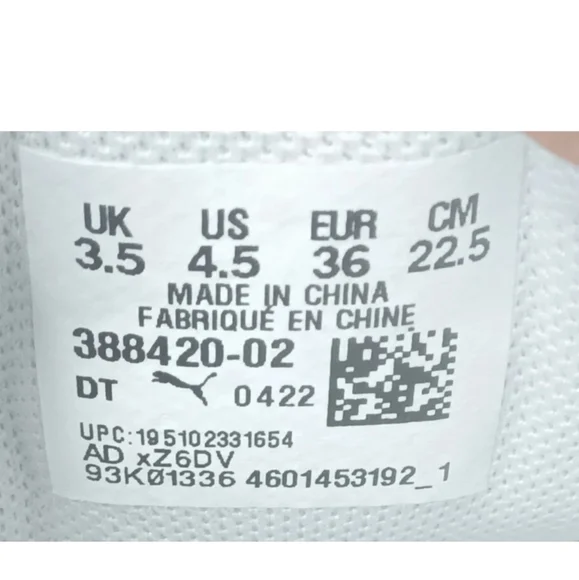 UK US EUR CM
3.5 4.5 36 22.5
MADE IN CHINA
FABRIQUÉ EN CHINE
388420-02
DT 0422
UPC:195102331654
AD xZ6DV
93KØ1336 4601453192_1